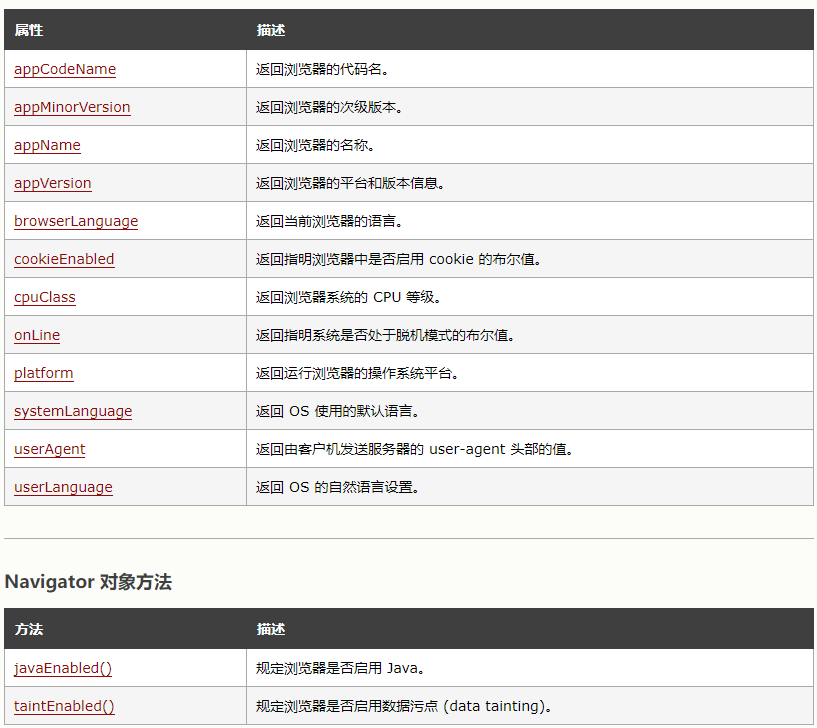 属性 描述
appCodeName 返回浏览器的代码名。
appMinorVersion 返回浏览器的次级版本。
appName 返回浏览器的名称。
appVersion 返回浏览器的平台和版本信息。
browserLanguage 返回当前浏览器的语言。
cookieEnabled 返回指明浏览器中是否启用 cookie 的布尔值。
cpuClass 返回浏览器系统的 CPU 等级。
onLine 返回指明系统是否处于脱机模式的布尔值。
platform 返回运行浏览器的操作系统平台。
systemLanguage 返回 OS 使用的默认语言。
userAgent 返回由客户机发送服务器的 user-agent 头部的值。
userLanguage 返回 OS 的自然语言设置。
Navigator 对象方法
方法 描述
javaEnabled() 规定浏览器是否启用 Java。
taintEnabled() 规定浏览器是否启用数据污点 (data tainting)。